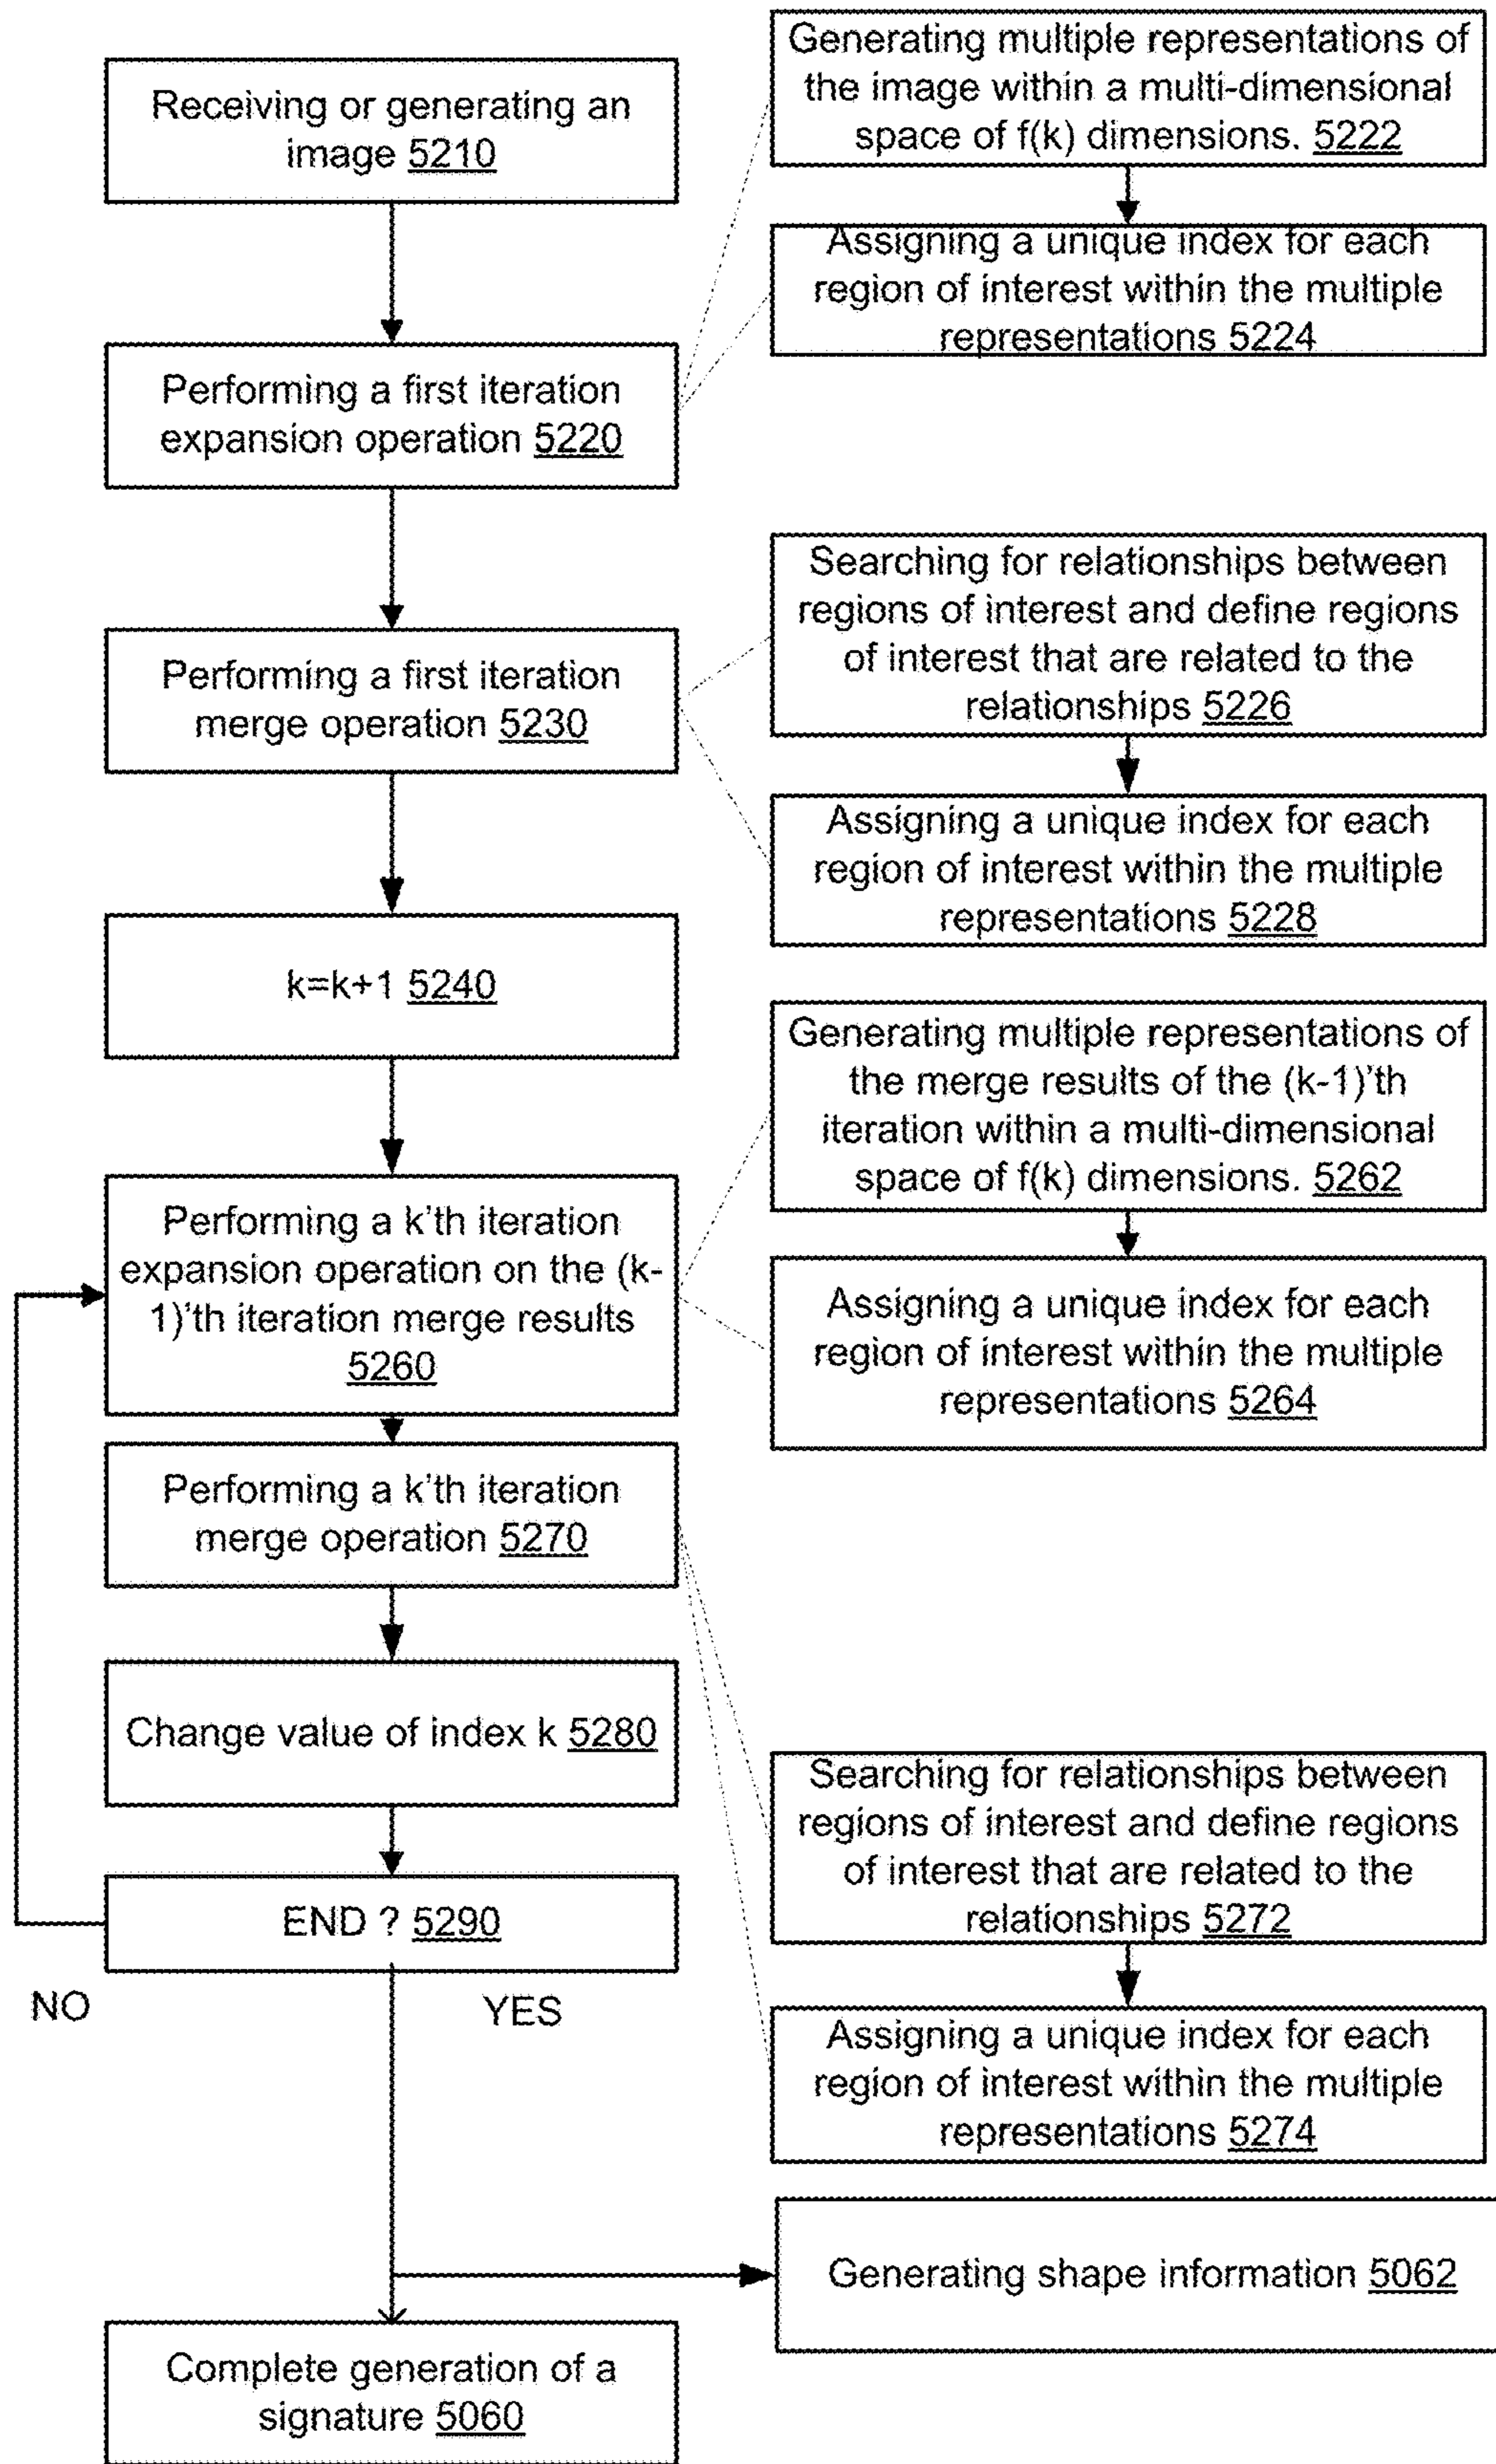 Receiving or generating an
image 5210
Generating multiple representations of
the image within a multi-dimensional
space of f(k) dimensions. 5222
Assigning a unique index for each
region of interest within the multiple
representations 5224
Performing a first iteration
expansion operation 5220
Searching for relationships between
regions of interest and define regions
of interest that are related to the
relationships 5226
Performing a first iteration
merge operation 5230
Assigning a unique index for each
region of interest within the multiple
representations 5228
k=k+1 5240
Generating multiple representations of
the merge results of the (k-1)'th
iteration within a multi-dimensional
space of f(k) dimensions. 5262
Performing a k'th iteration
expansion operation on the (k-
1)'th iteration merge results
5260
Assigning a unique index for each
region of interest within the multiple
representations 5264
Performing a k'th iteration
merge operation 5270
Change value of index k 5280
Searching for relationships between
regions of interest and define regions
of interest that are related to the
relationships 5272
END ? 5290
NO
YES
Assigning a unique index for each
region of interest within the multiple
representations 5274
Generating shape information 5062
Complete generation of a
signature 5060